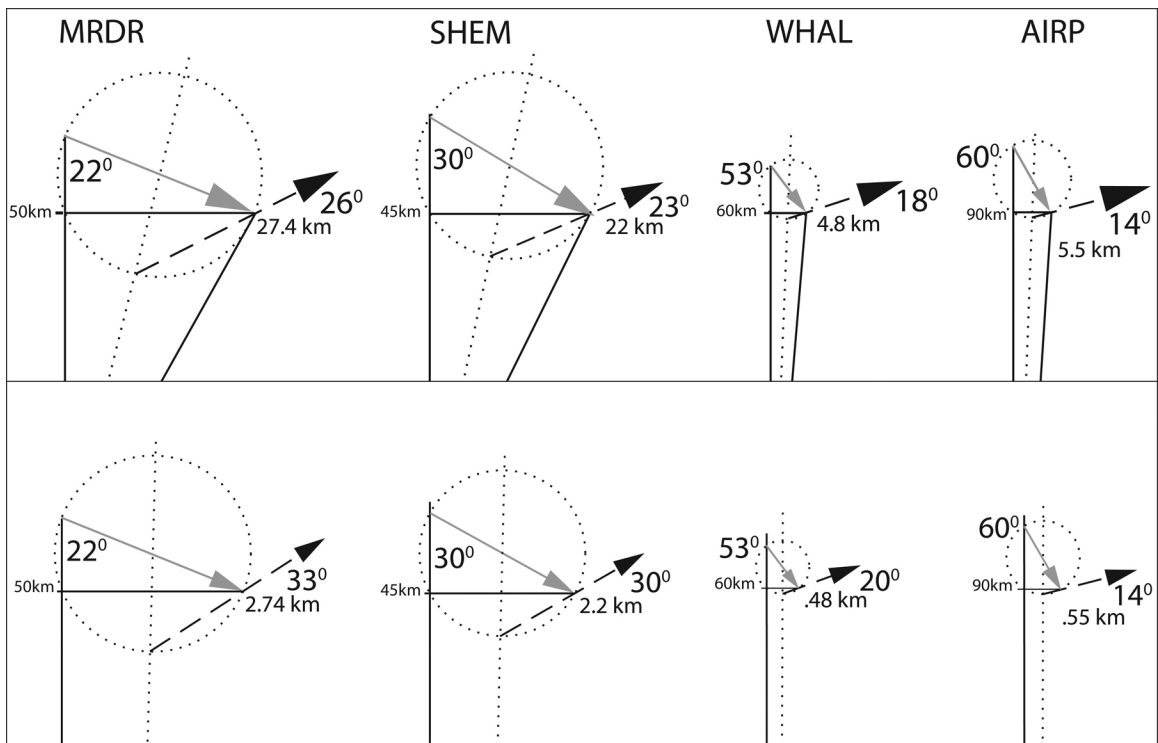 MRDR
SHEM
WHAL
AIRP
22⁰
50km
26⁰
27.4 km
30⁰
45km
23⁰
22 km
53⁰
60km
18⁰
4.8 km
60⁰
90km
14⁰
5.5 km
22⁰
50km
33⁰
2.74 km
30⁰
45km
30⁰
2.2 km
53⁰
60km
20⁰
.48 km
60⁰
90km
14⁰
.55 km